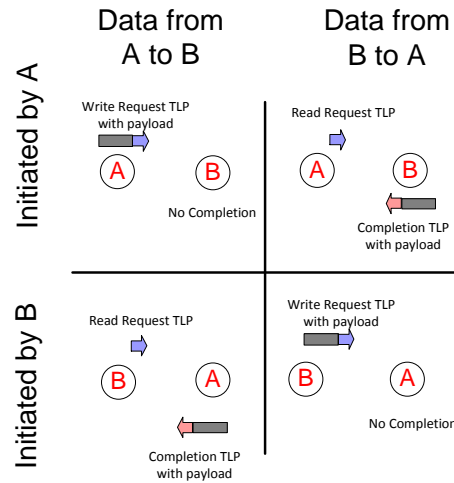 Data from
A to B
Data from
B to A
Initiated by A
Write Request TLP
with payload
A
B
No Completion
Read Request TLP
A
B
Completion TLP
with payload
Initiated by B
Read Request TLP
B
A
Completion TLP
with payload
Write Request TLP
with payload
B
A
No Completion